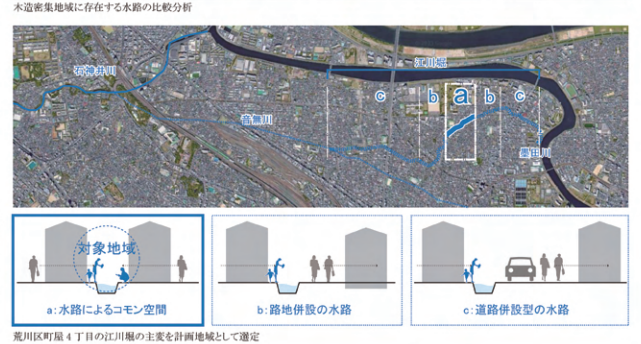 木造密集地域に存在する水路の比較分析
石神井川
江川堀
c b a b c
音無川
墨田川
対象地域
a：水路によるコモン空間
b：路地併設の水路
c：道路併設型の水路
荒川区町屋4丁目の江川堀の主変を計画地域として選定